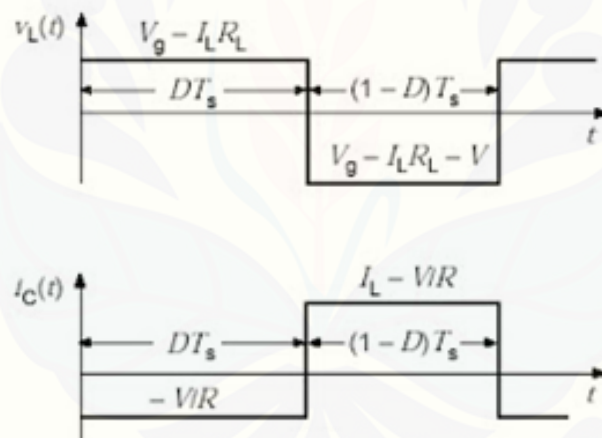 v_L(t)
V_g − I_L R_L
DT_s
(1 − D)T_s
t
V_g − I_L R_L − V
i_C(t)
I_L − V/R
DT_s
(1 − D)T_s
t
− V/R